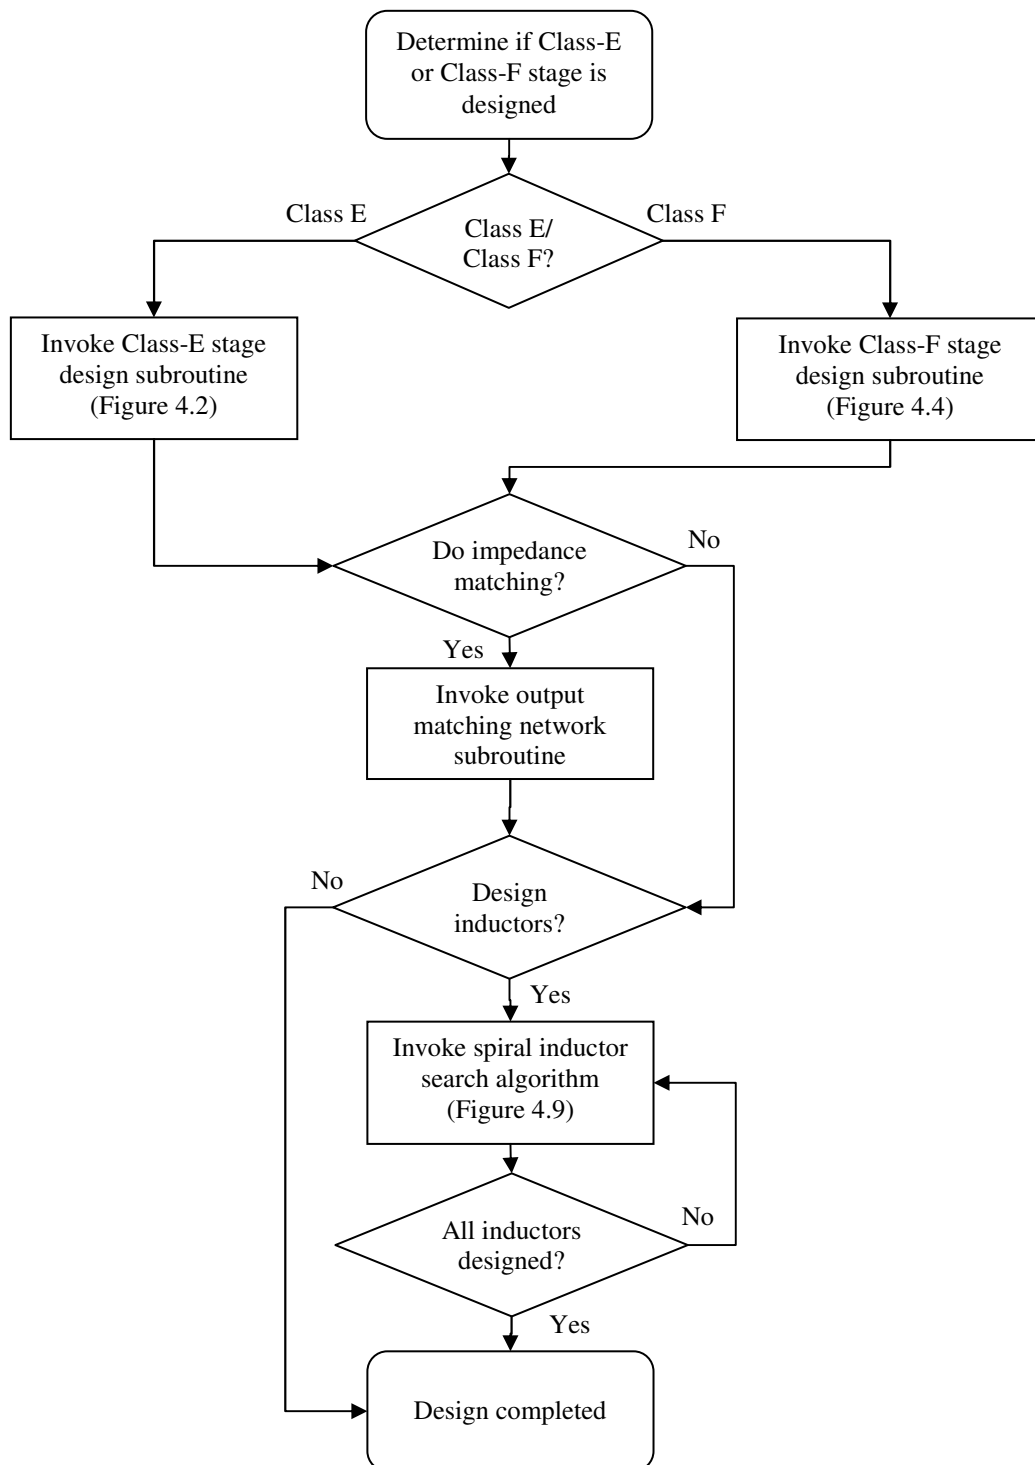 Determine if Class-E
or Class-F stage is
designed
Class E
Class F
Class E/
Class F?
Invoke Class-E stage
design subroutine
(Figure 4.2)
Invoke Class-F stage
design subroutine
(Figure 4.4)
Do impedance
matching?
No
Yes
Invoke output
matching network
subroutine
No
Design
inductors?
Yes
Invoke spiral inductor
search algorithm
(Figure 4.9)
All inductors
designed?
No
Yes
Design completed